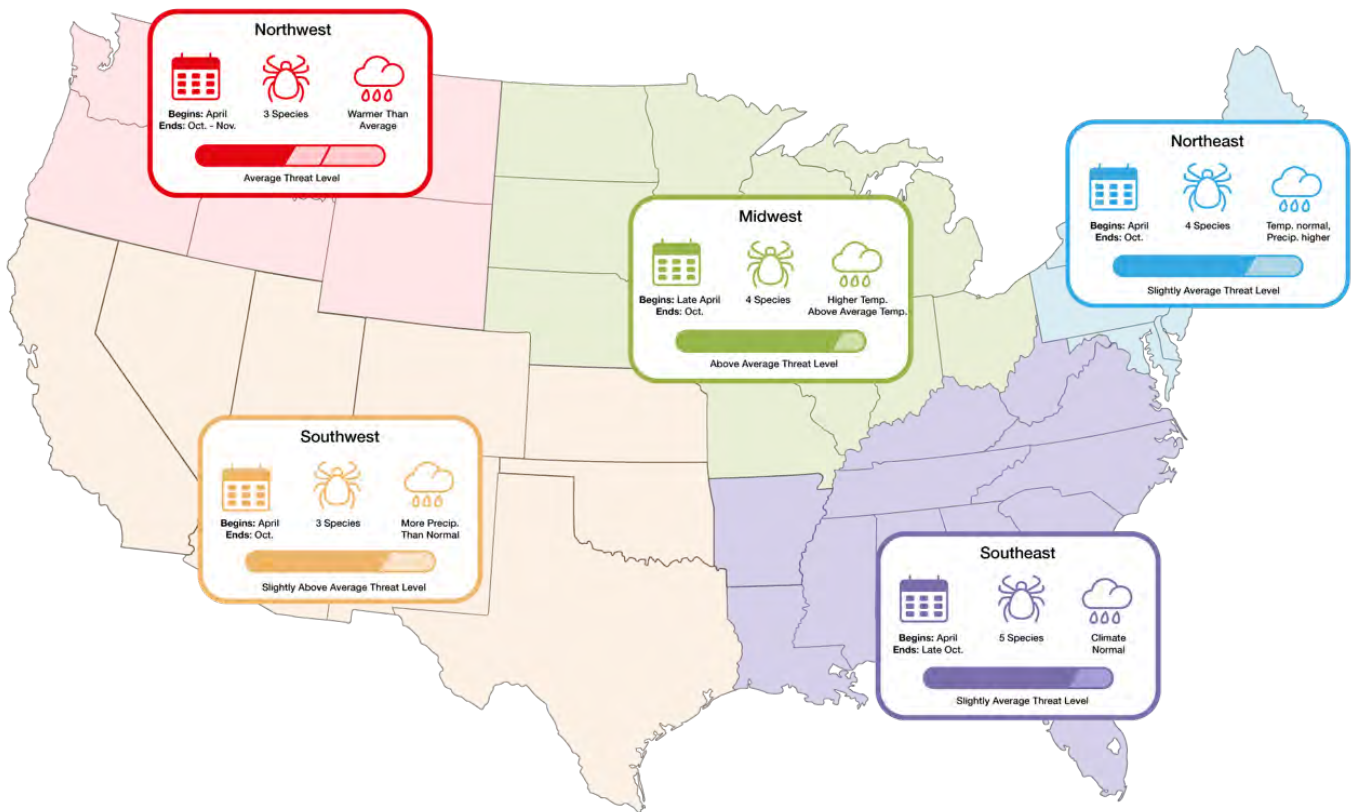 Northwest
Begins: April
Ends: Oct. - Nov.
3 Species
Warmer Than
Average
Average Threat Level
Northeast
Begins: April
Ends: Oct.
4 Species
Temp. normal,
Precip. higher
Slightly Average Threat Level
Midwest
Begins: Late April
Ends: Oct.
4 Species
Higher Temp.
Above Average Temp.
Above Average Threat Level
Southwest
Begins: April
Ends: Oct.
3 Species
More Precip.
Than Normal
Slightly Above Average Threat Level
Southeast
Begins: April
Ends: Late Oct.
5 Species
Climate
Normal
Slightly Average Threat Level